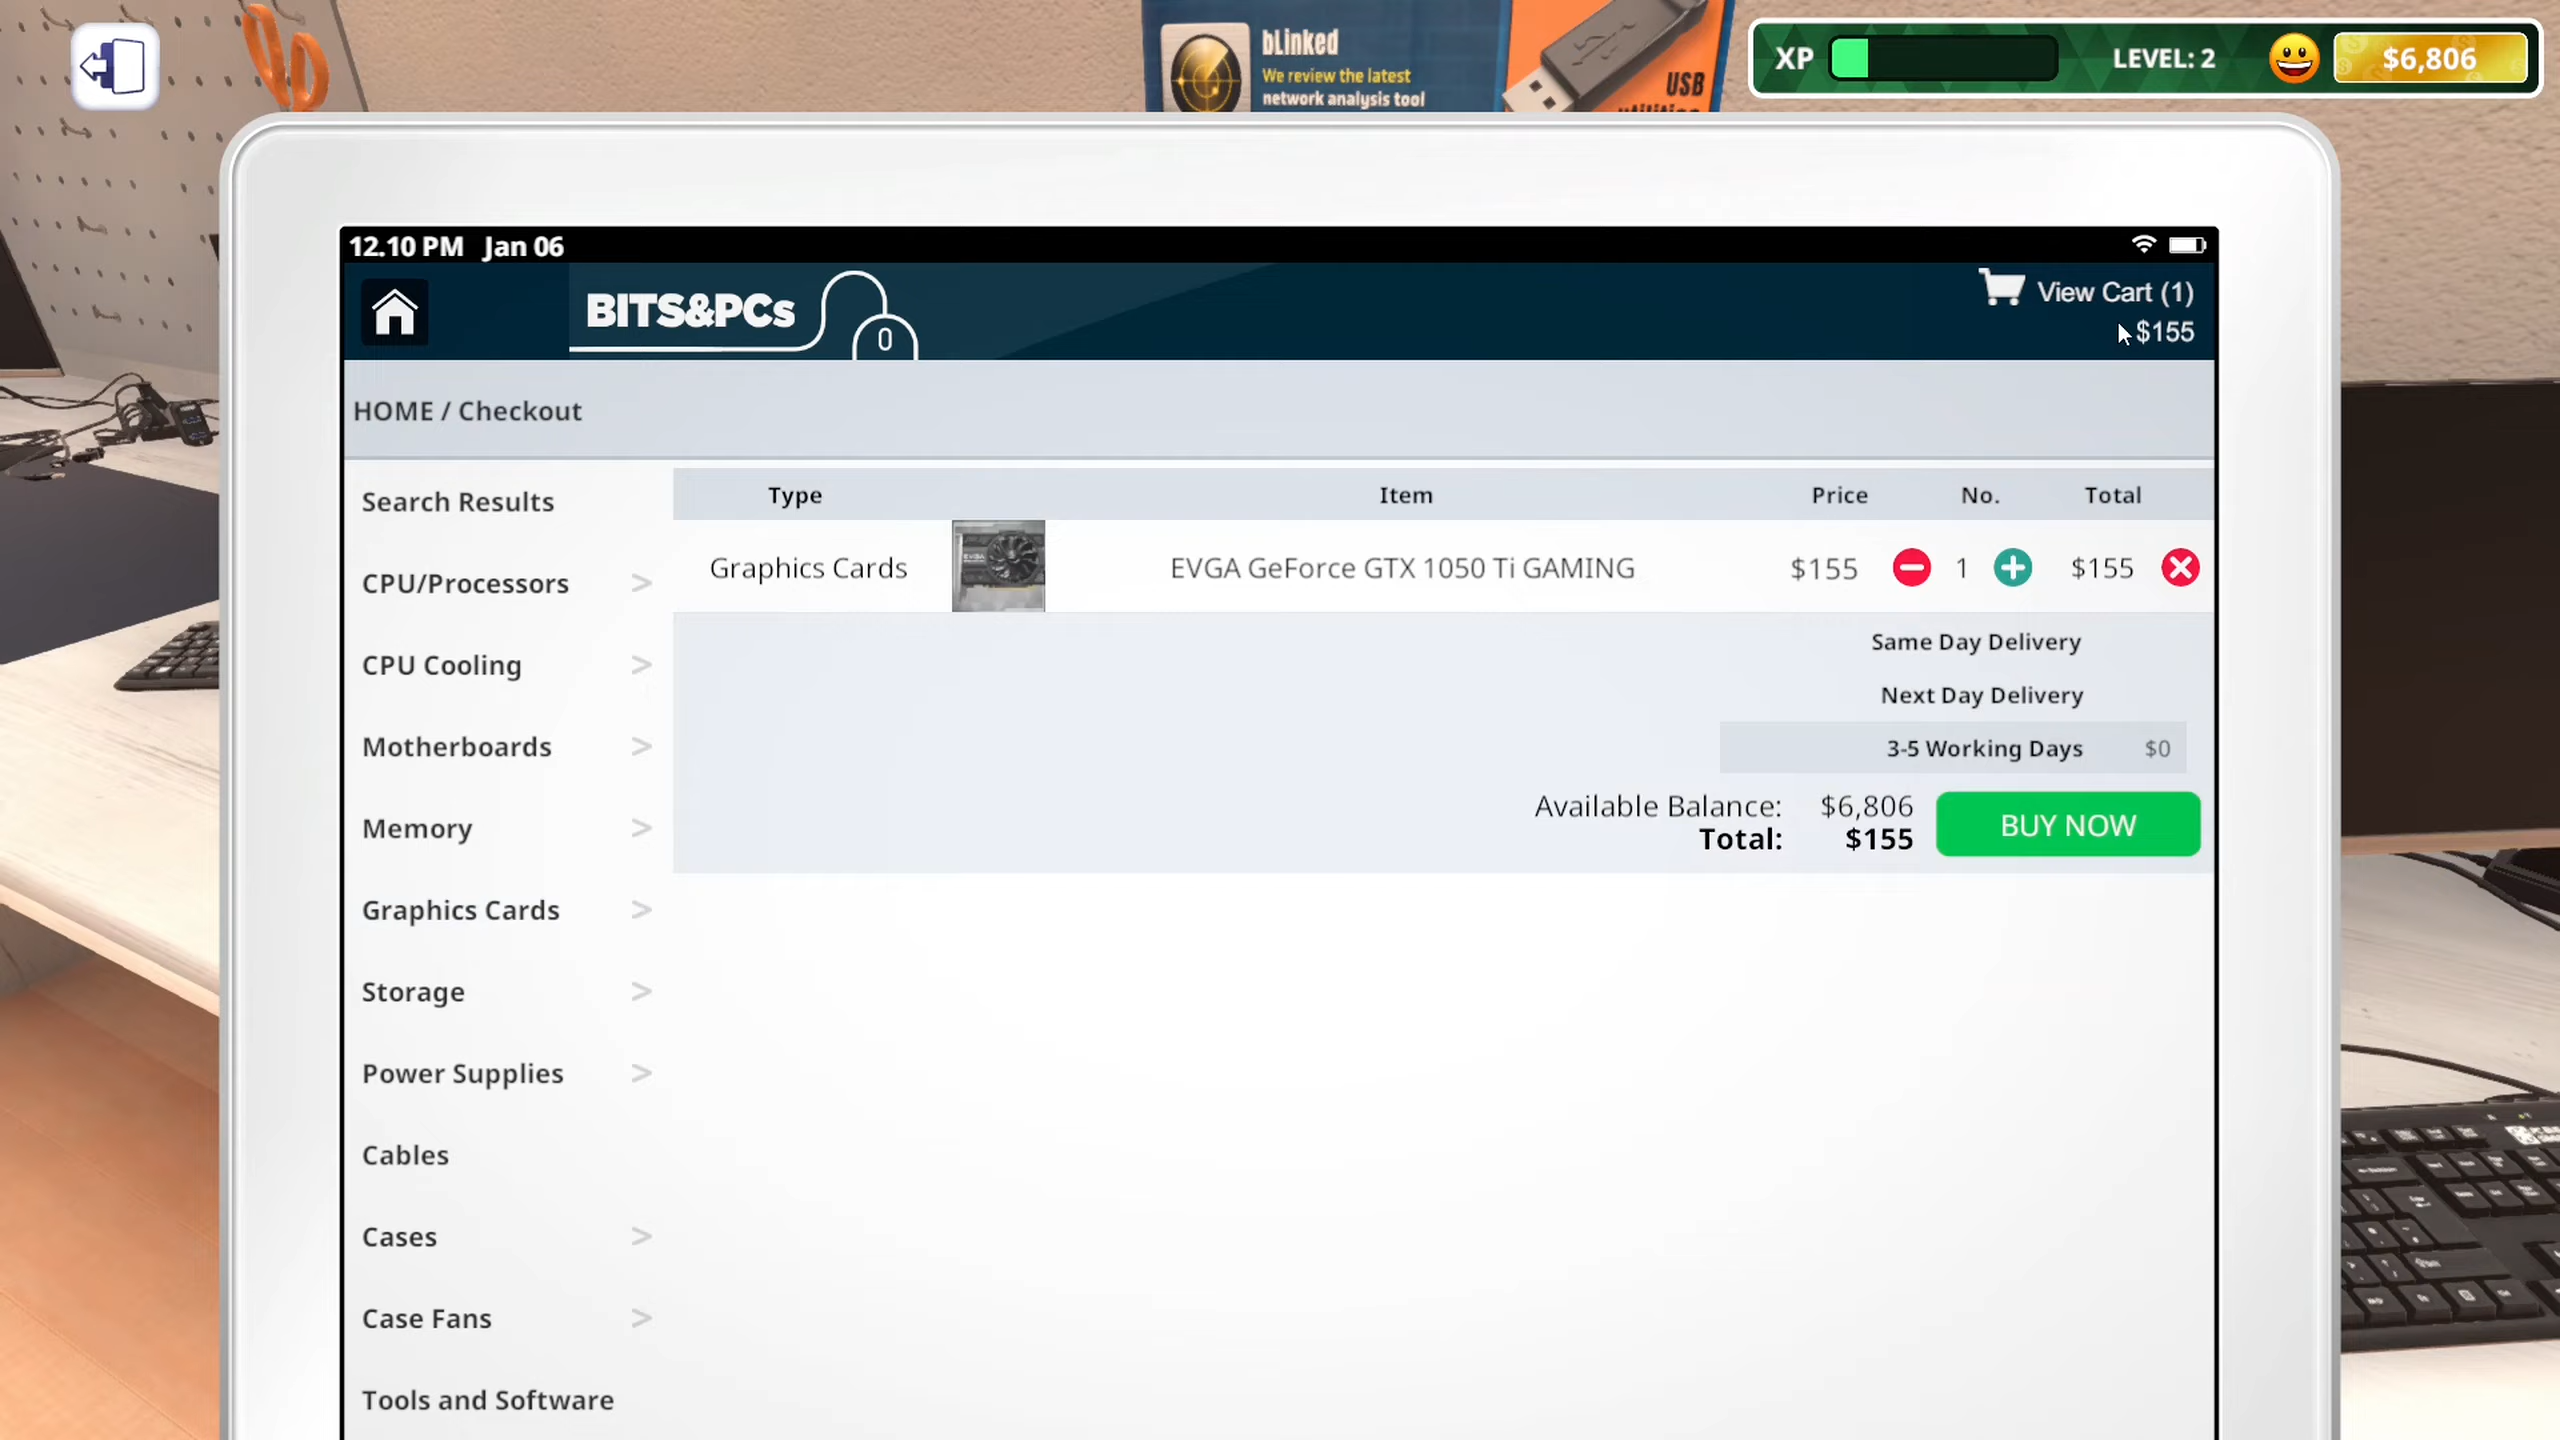 bLinked
We review the latest
network analysis tool
USB
XP
LEVEL: 2
$6,806
12.10 PM Jan 06
BITS&PCs
View Cart (1)
$155
HOME / Checkout
Search Results
CPU/Processors >
CPU Cooling >
Motherboards >
Memory >
Graphics Cards >
Storage >
Power Supplies >
Cables
Cases >
Case Fans >
Tools and Software
Type Item Price No. Total
Graphics Cards EVGA GeForce GTX 1050 Ti GAMING $155 1 $155
Same Day Delivery
Next Day Delivery
3-5 Working Days $0
Available Balance: $6,806
Total: $155
BUY NOW